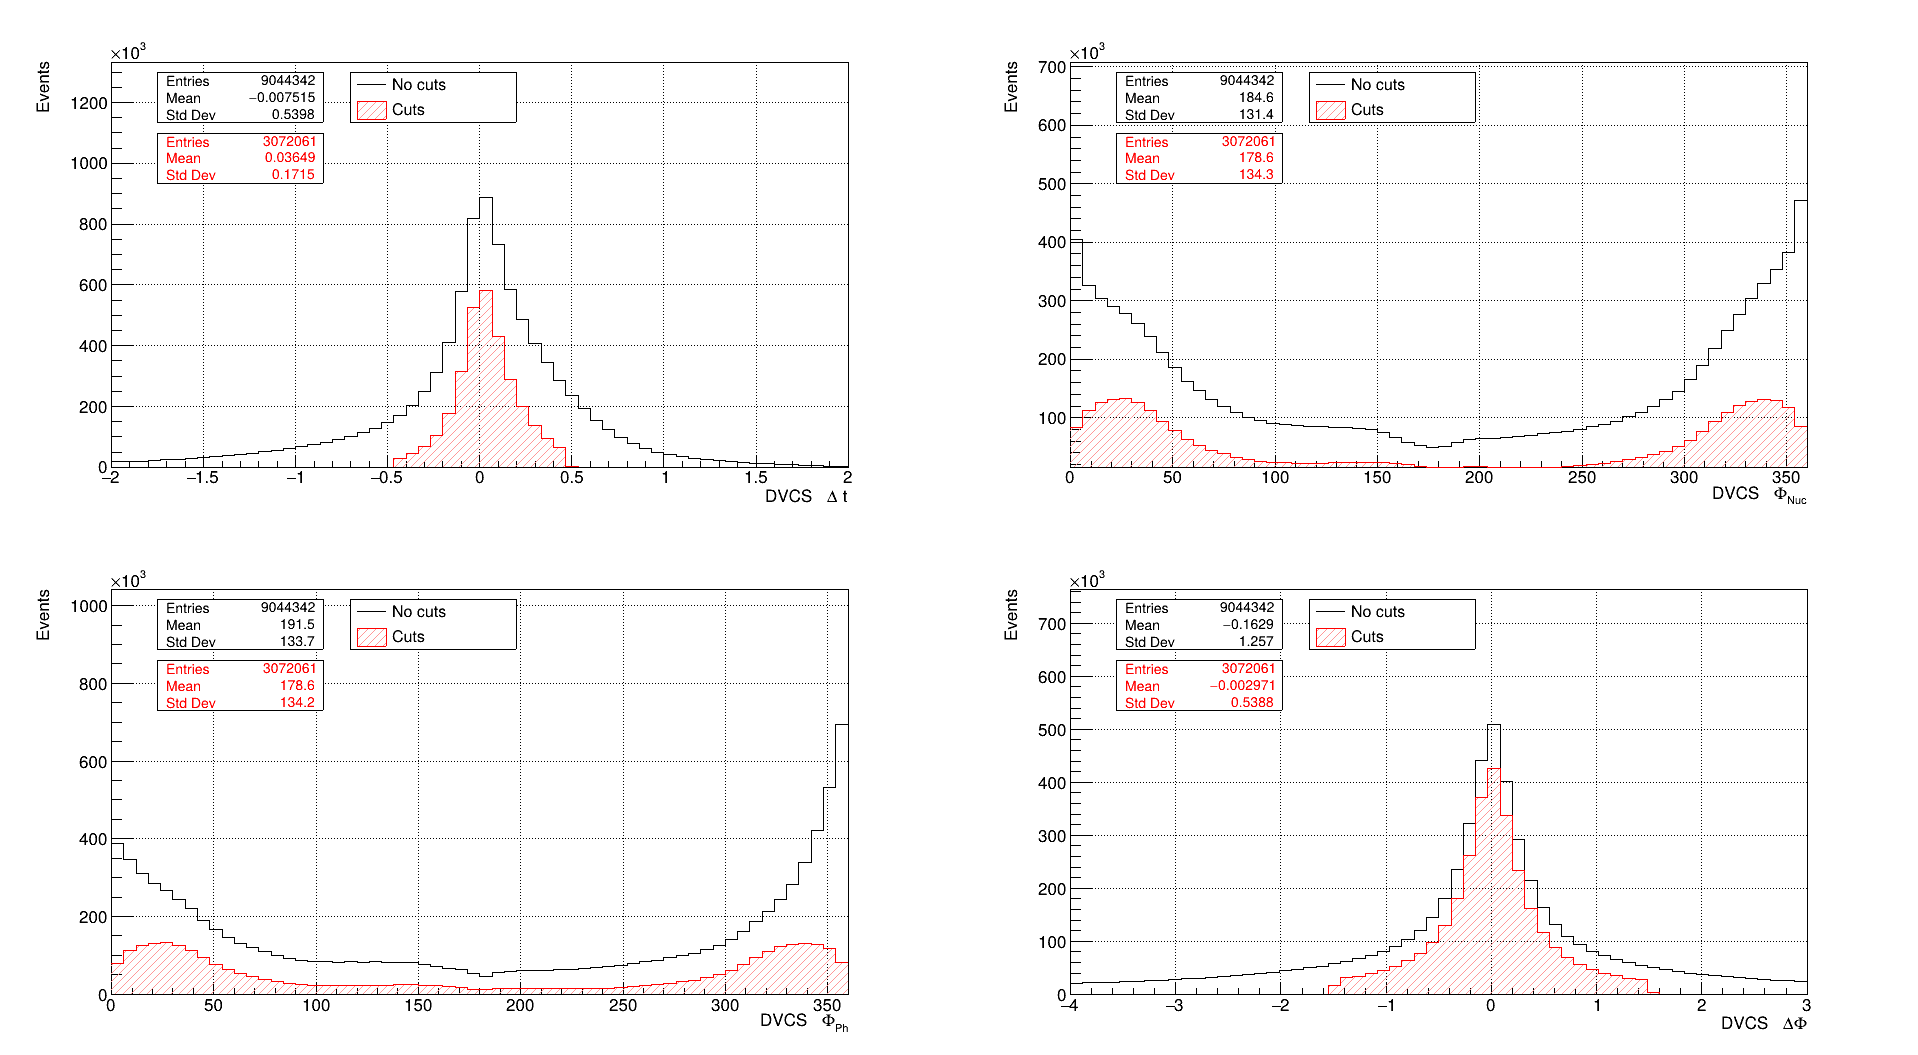 ×10³
Events
Entries 9044342
Mean −0.007515
Std Dev 0.5398
Entries 3072061
Mean 0.03649
Std Dev 0.1715
No cuts
Cuts
1200
1000
800
600
400
200
0
−2 −1.5 −1 −0.5 0 0.5 1 1.5 2
DVCS Δ t
×10³
Events
Entries 9044342
Mean 184.6
Std Dev 131.4
Entries 3072061
Mean 178.6
Std Dev 134.3
No cuts
Cuts
700
600
500
400
300
200
100
0 50 100 150 200 250 300 350
DVCS Φ_Nuc
×10³
Events
Entries 9044342
Mean 191.5
Std Dev 133.7
Entries 3072061
Mean 178.6
Std Dev 134.2
No cuts
Cuts
1000
800
600
400
200
0
0 50 100 150 200 250 300 350
DVCS Φ_Ph
×10³
Events
Entries 9044342
Mean −0.1629
Std Dev 1.257
Entries 3072061
Mean −0.002971
Std Dev 0.5388
No cuts
Cuts
700
600
500
400
300
200
100
0
−4 −3 −2 −1 0 1 2 3
DVCS ΔΦ